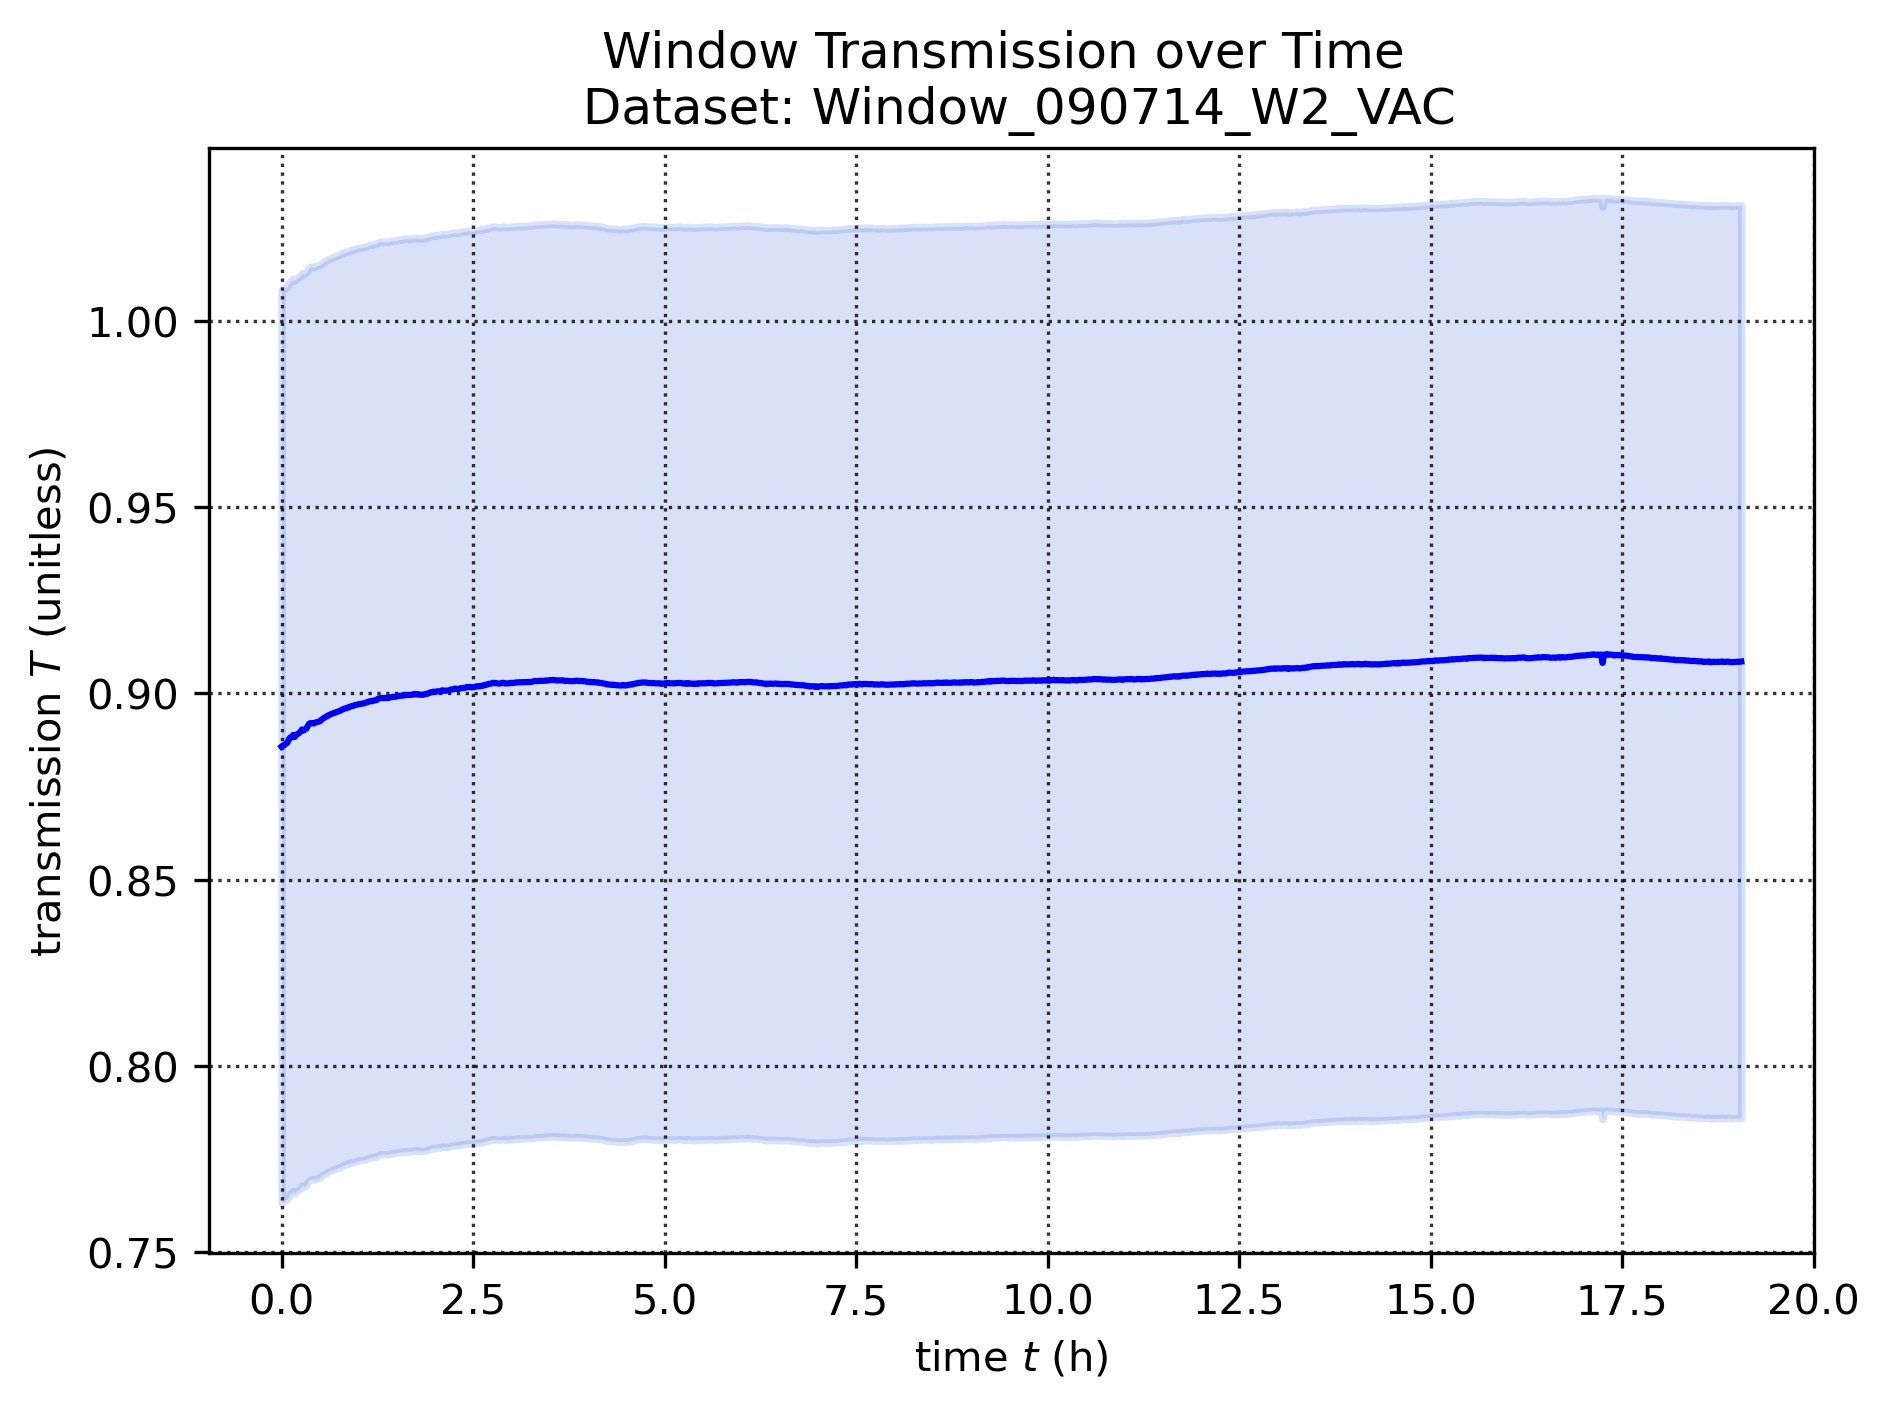 Window Transmission over Time
Dataset: Window_090714_W2_VAC
transmission T (unitless)
1.00
0.95
0.90
0.85
0.80
0.75
0.0 2.5 5.0 7.5 10.0 12.5 15.0 17.5 20.0
time t (h)